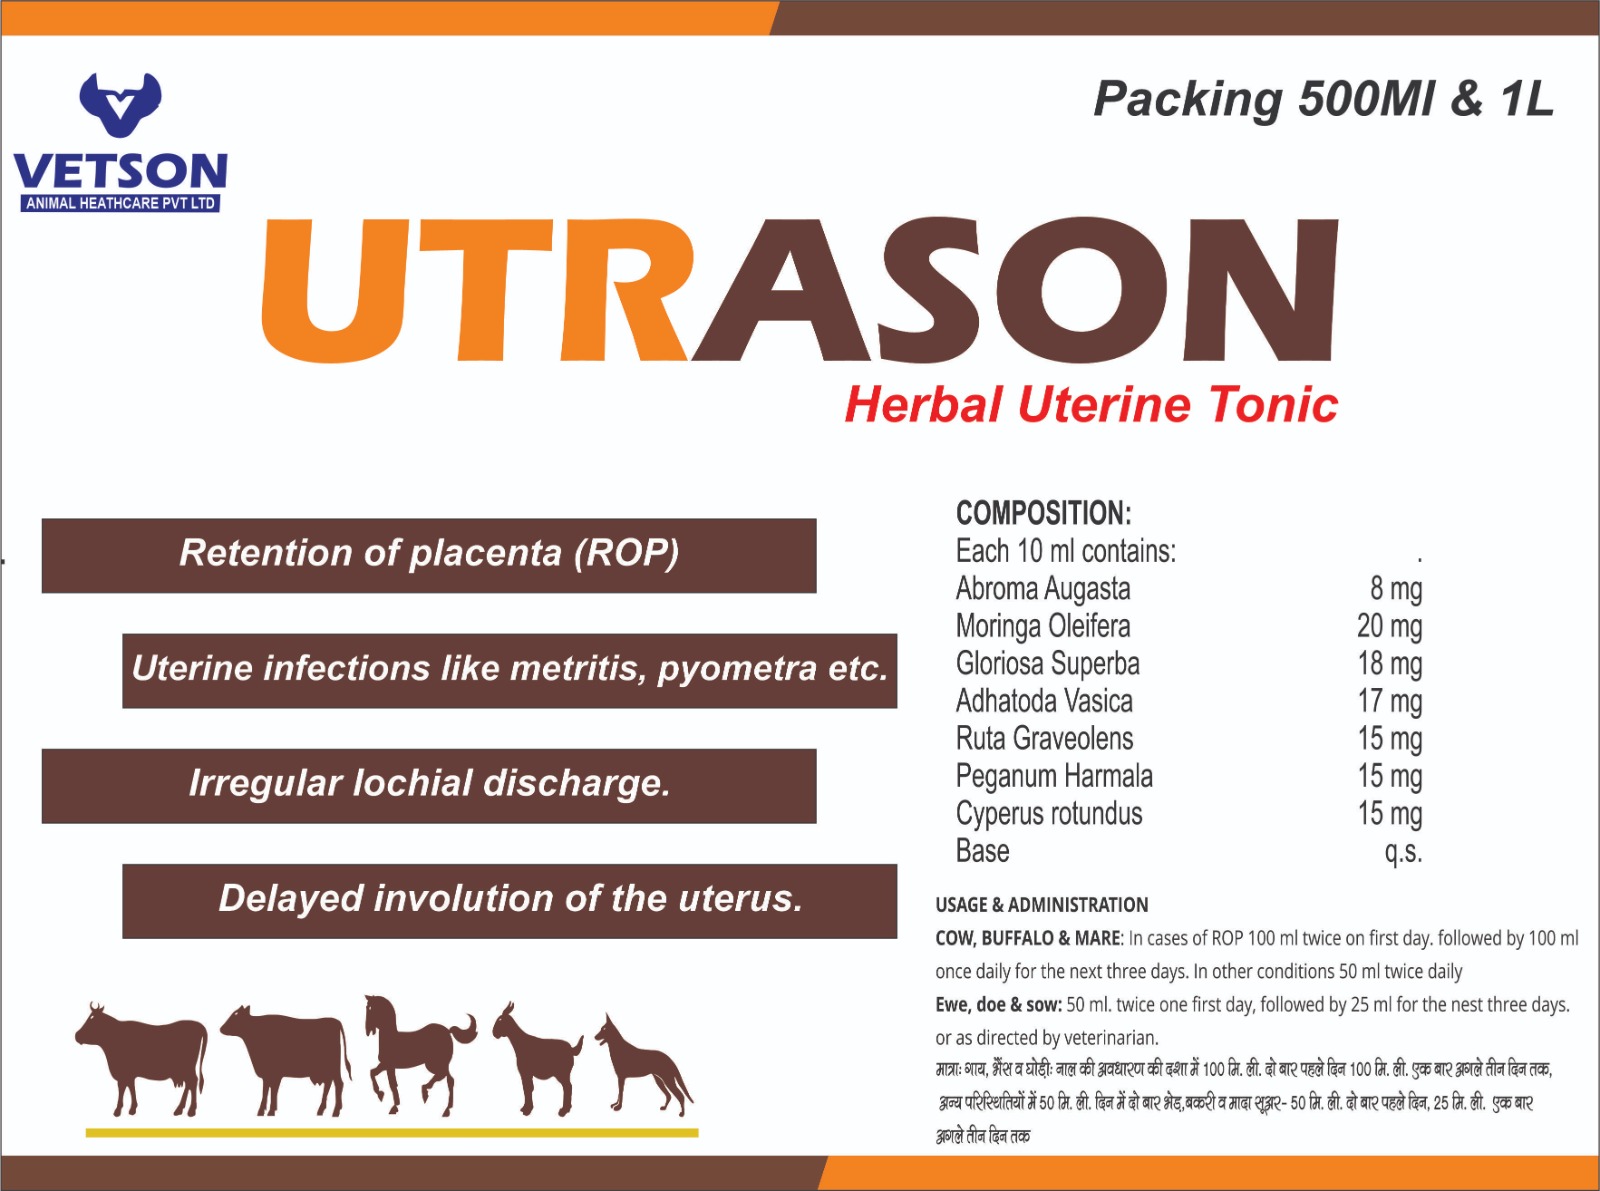 Packing 500Ml & 1L
VETSON
ANIMAL HEATHCARE PVT LTD
UTRASON
Herbal Uterine Tonic
Retention of placenta (ROP)
Uterine infections like metritis, pyometra etc.
Irregular lochial discharge.
Delayed involution of the uterus.
COMPOSITION:
Each 10 ml contains: .
Abroma Augasta 8 mg
Moringa Oleifera 20 mg
Gloriosa Superba 18 mg
Adhatoda Vasica 17 mg
Ruta Graveolens 15 mg
Peganum Harmala 15 mg
Cyperus rotundus 15 mg
Base q.s.
USAGE & ADMINISTRATION
COW, BUFFALO & MARE: In cases of ROP 100 ml twice on first day. followed by 100 ml
once daily for the next three days. In other conditions 50 ml twice daily
Ewe, doe & sow: 50 ml. twice one first day, followed by 25 ml for the nest three days.
or as directed by veterinarian.
मात्राः गाय, भैंस व घोड़ीः नाल की अवधारण की दशा में 100 मि. ली. दो बार पहले दिन 100 मि. ली. एक बार अगले तीन दिन तक,
अन्य परिस्थितियों में 50 मि. ली. दिन में दो बार भेड़,बकरी व मादा सूअर- 50 मि. ली. दो बार पहले दिन, 25 मि. ली. एक बार
अगले तीन दिन तक